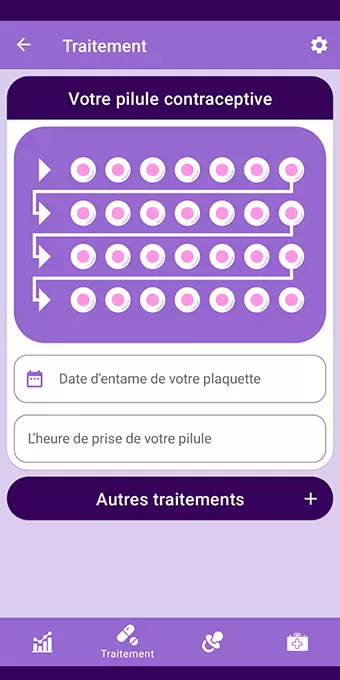 Traitement
Votre pilule contraceptive
Date d'entame de votre plaquette
L'heure de prise de votre pilule
Autres traitements
Traitement